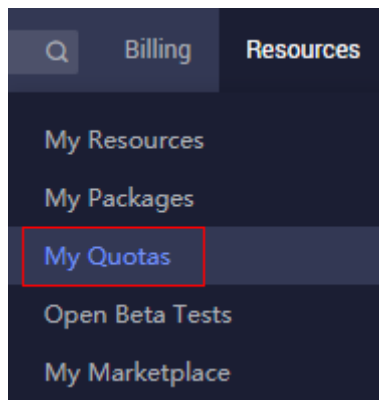 Billing Resources
My Resources
My Packages
My Quotas
Open Beta Tests
My Marketplace